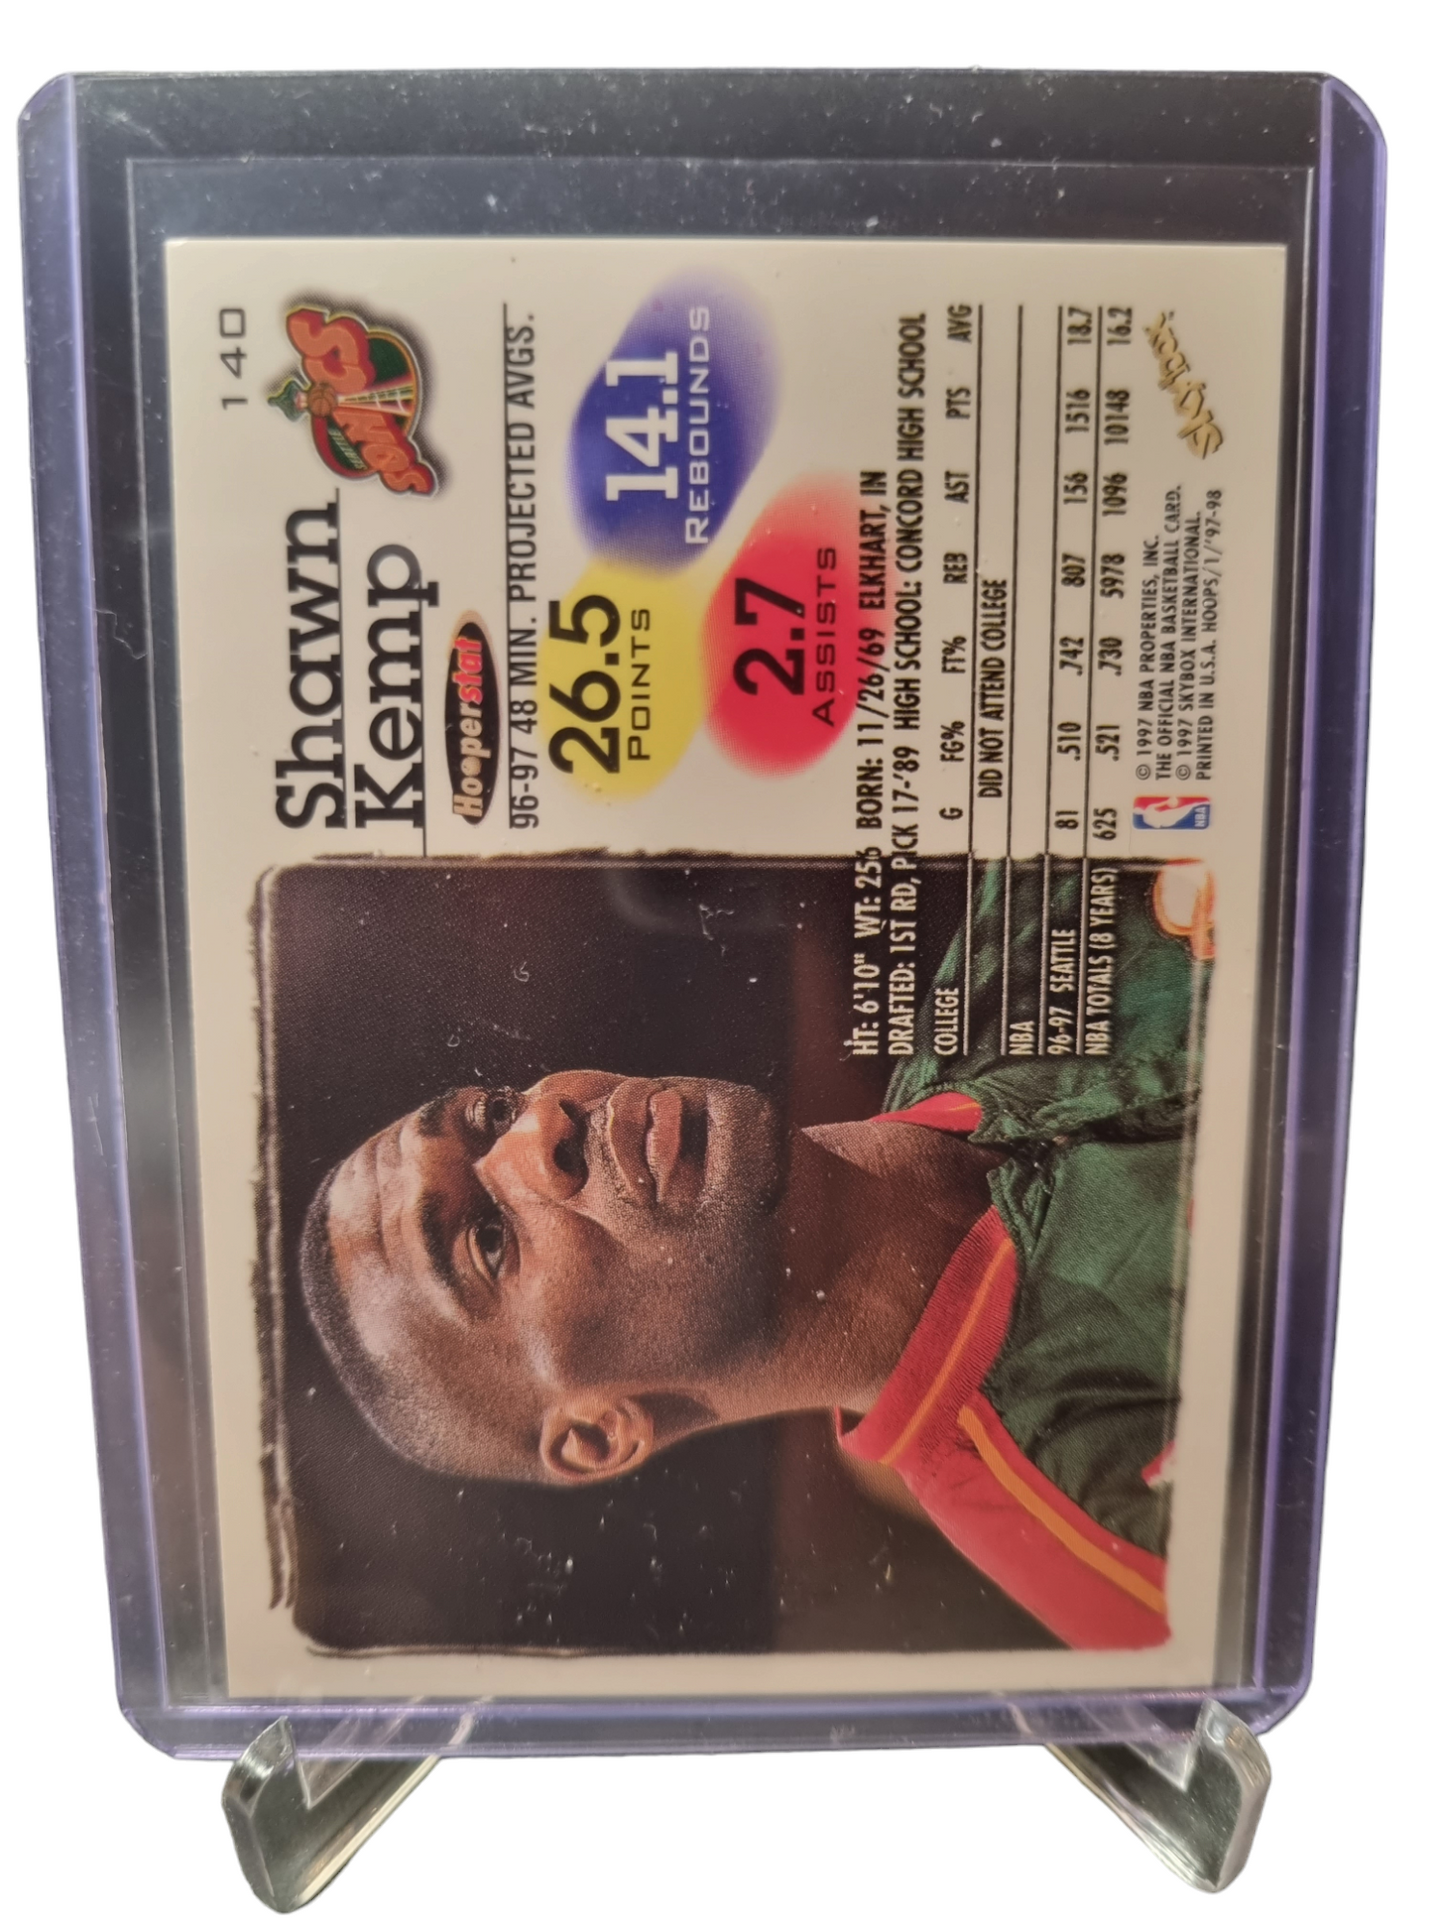 140
Shawn
Kemp
SEATTLE
SONICS
Hooperstat
96-97 48 MIN. PROJECTED AVGS.
26.5
POINTS
14.1
REBOUNDS
2.7
ASSISTS
HT: 6'10" WT: 256 BORN: 11/26/69 ELKHART, IN
DRAFTED: 1ST RD, PICK 17-'89 HIGH SCHOOL: CONCORD HIGH SCHOOL
COLLEGE G FG% FT% REB AST PTS AVG
DID NOT ATTEND COLLEGE
NBA
96-97 SEATTLE 81 .510 .742 807 156 1516 18.7
NBA TOTALS (8 YEARS) 625 .521 .730 5978 1096 10148 16.2
NBA
© 1997 NBA PROPERTIES, INC.
THE OFFICIAL NBA BASKETBALL CARD.
© 1997 SKYBOX INTERNATIONAL.
PRINTED IN U.S.A. HOOPS/1/'97-98
SkyBox™